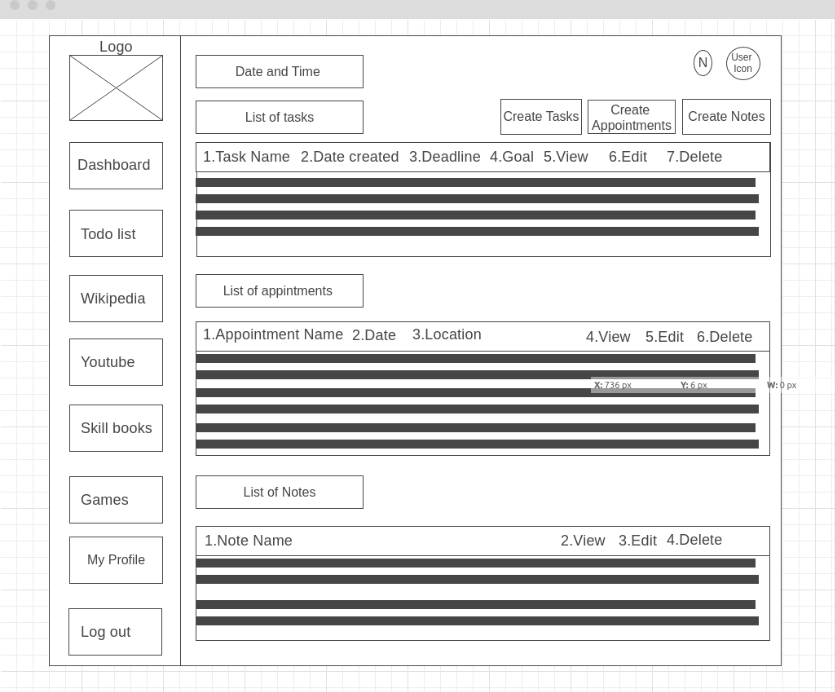 Logo
Dashboard
Todo list
Wikipedia
Youtube
Skill books
Games
My Profile
Log out
Date and Time
N
User
Icon
List of tasks
Create Tasks
Create
Appointments
Create Notes
1.Task Name 2.Date created 3.Deadline 4.Goal 5.View 6.Edit 7.Delete
List of appintments
1.Appointment Name 2.Date 3.Location 4.View 5.Edit 6.Delete
X: 736 px Y: 6 px W: 0 px
List of Notes
1.Note Name 2.View 3.Edit 4.Delete